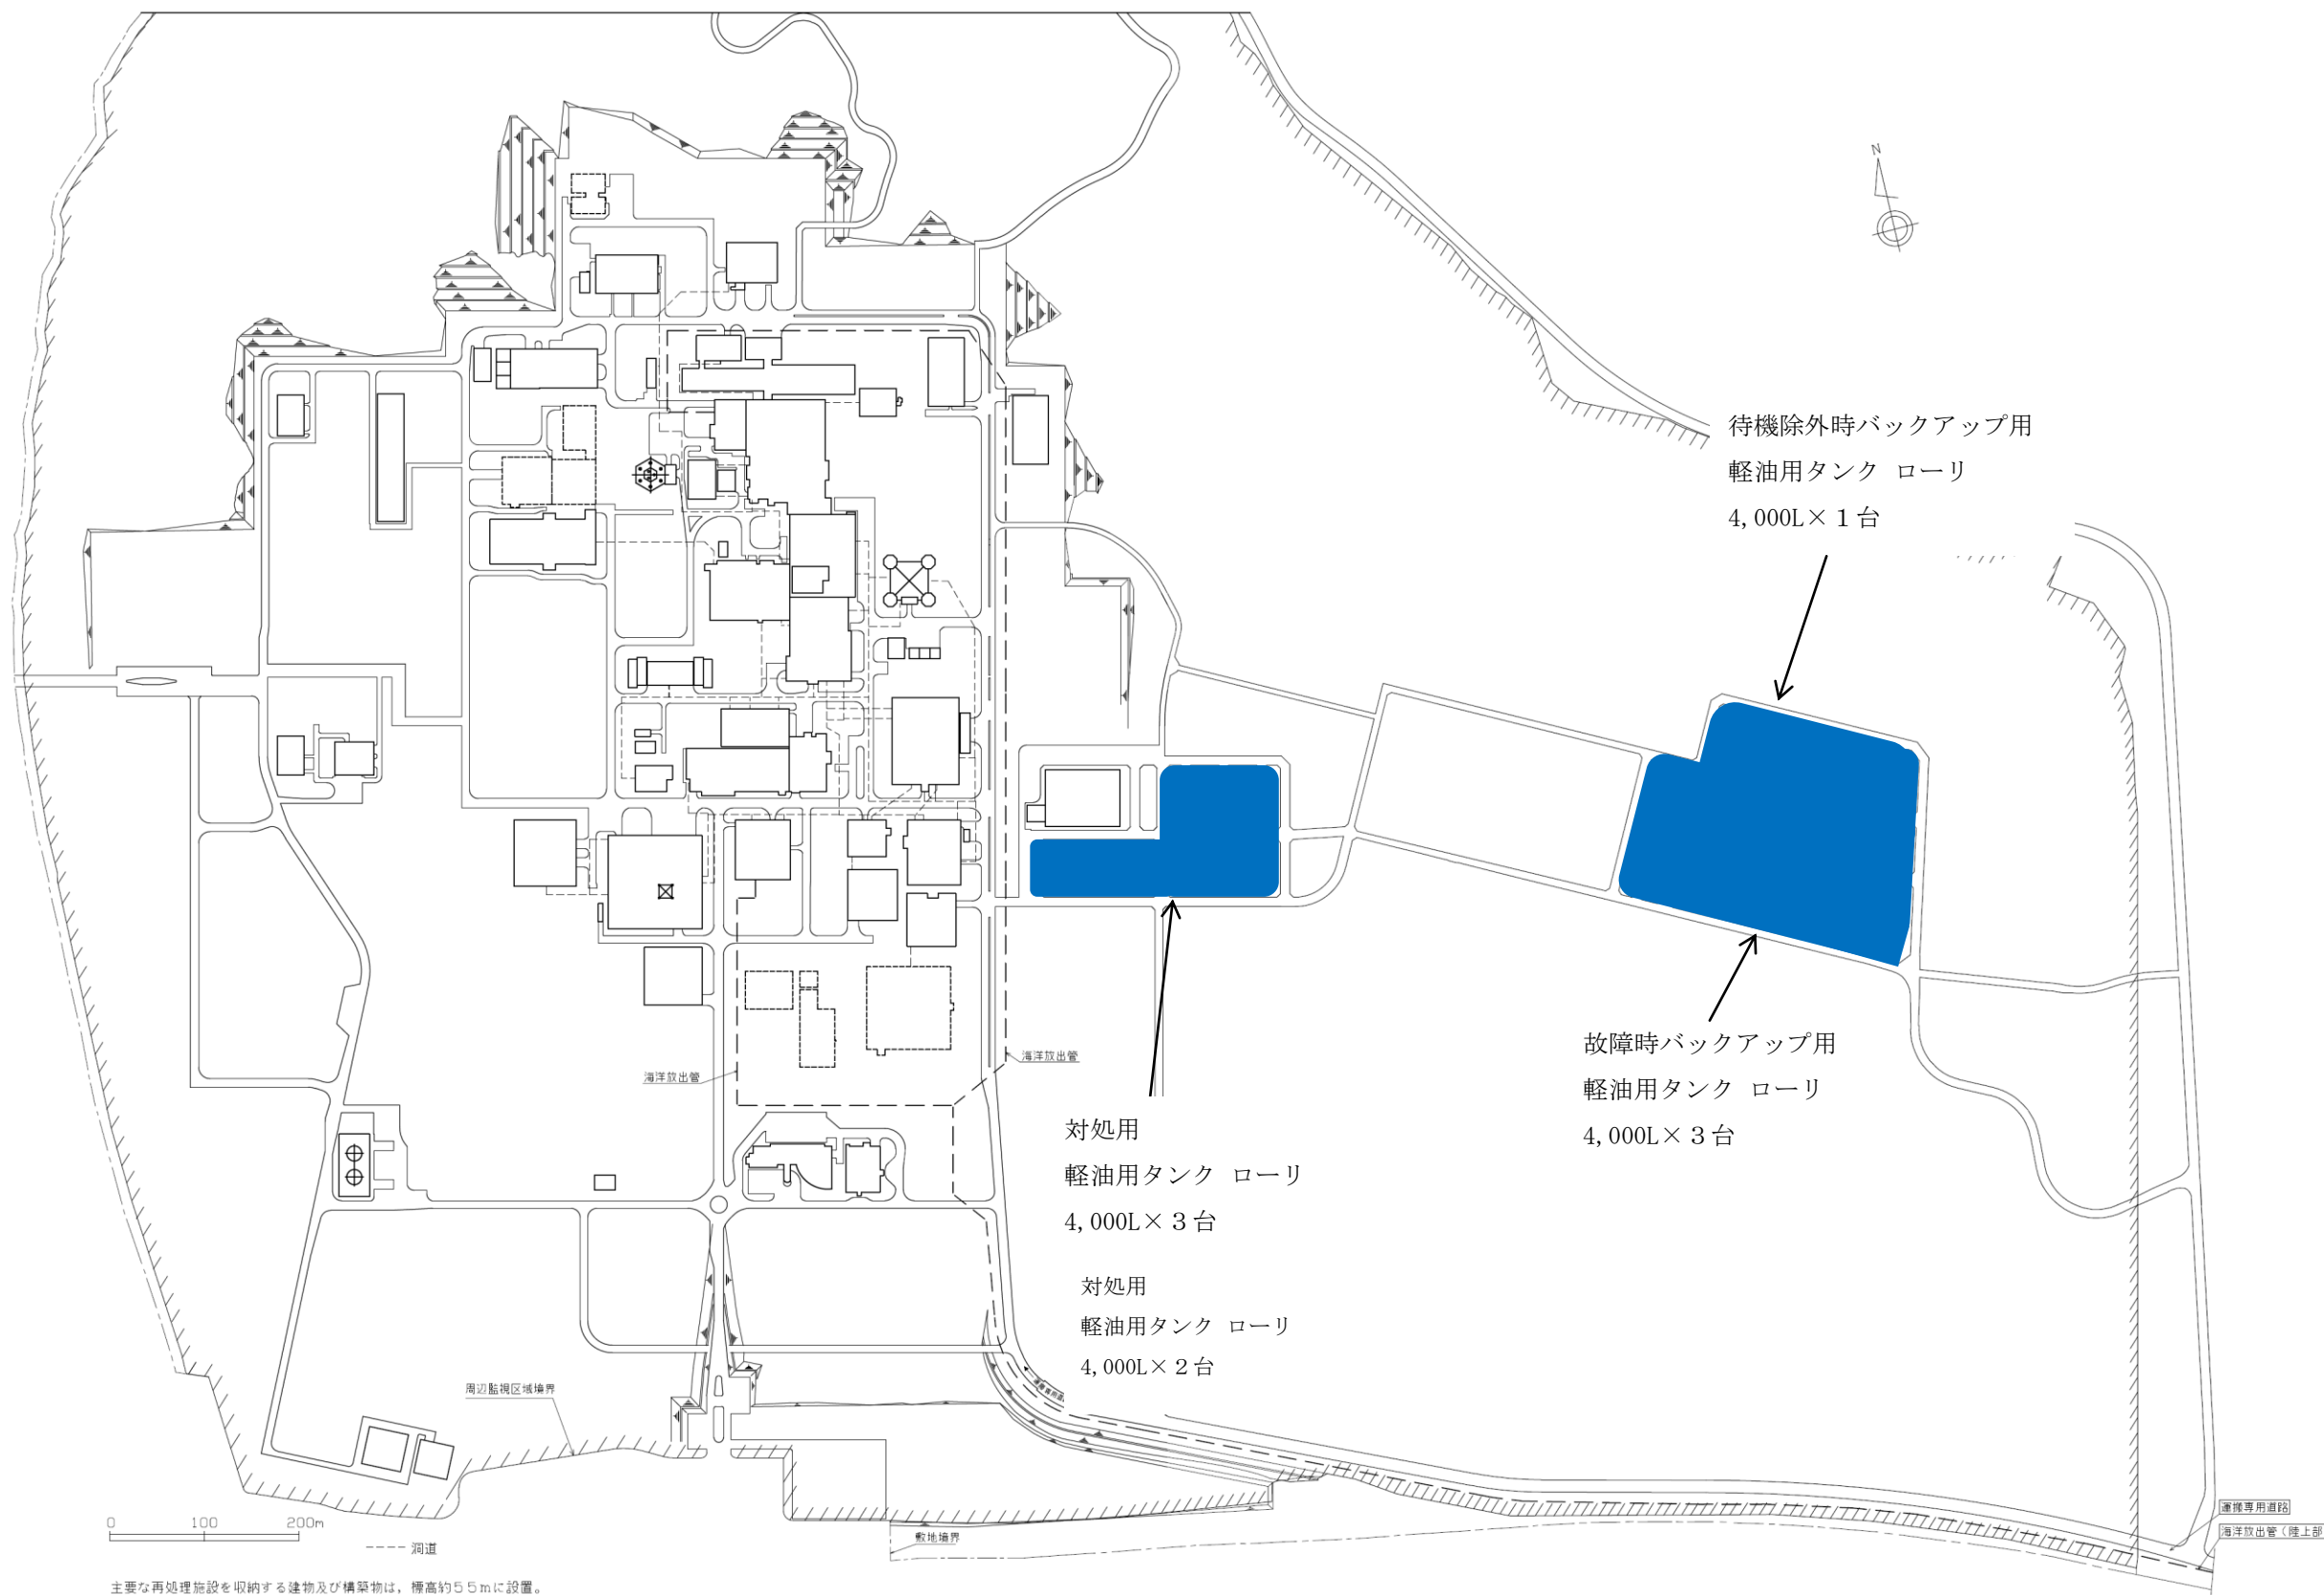 N
待機除外時バックアップ用
軽油用タンク ローリ
4,000L×１台
故障時バックアップ用
軽油用タンク ローリ
4,000L×３台
海洋放出管
海洋放出管
対処用
軽油用タンク ローリ
4,000L×３台
対処用
軽油用タンク ローリ
4,000L×２台
周辺監視区域境界
運搬専用道路
海洋放出管（陸上部
敷地境界
0 100 200m
洞道
主要な再処理施設を収納する建物及び構築物は，標高約５５ｍに設置。